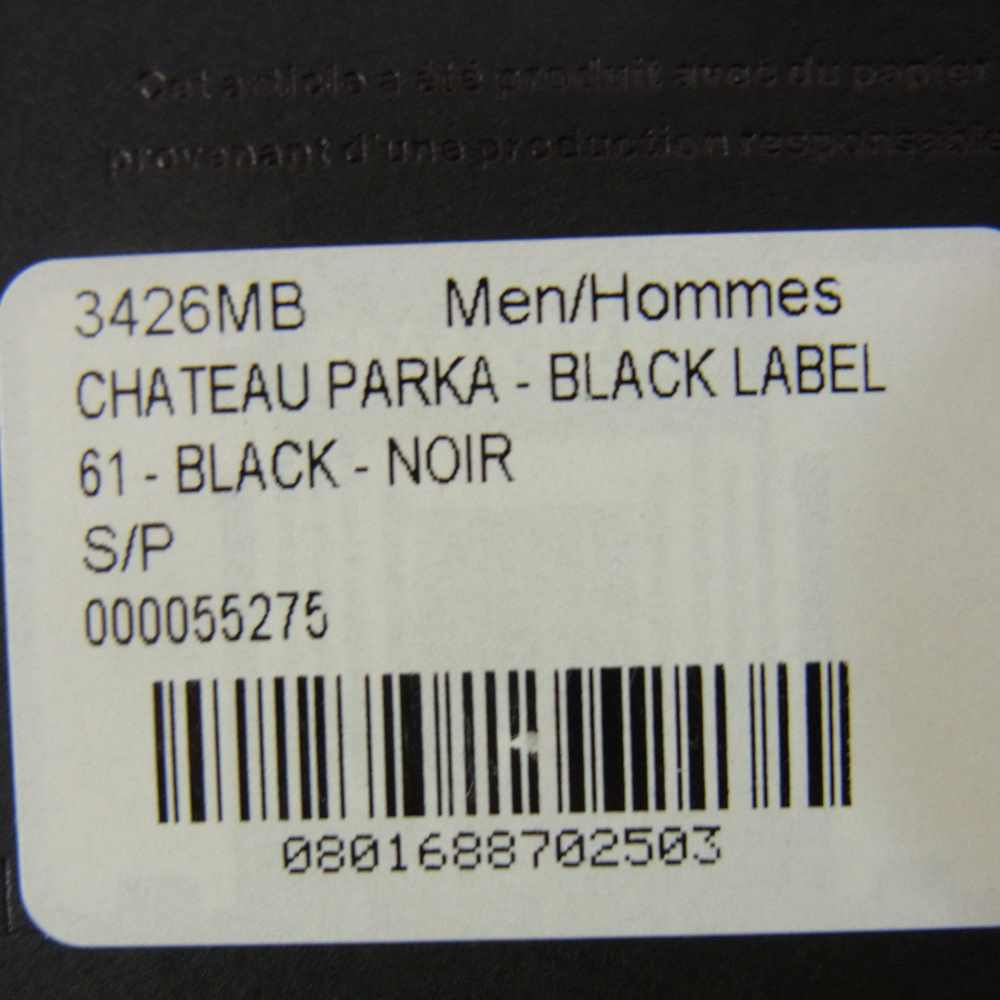 Cet article a été produit avec du papier
provenant d'une production responsable
3426MB Men/Hommes
CHATEAU PARKA - BLACK LABEL
61 - BLACK - NOIR
S/P
000055275
0801688702503